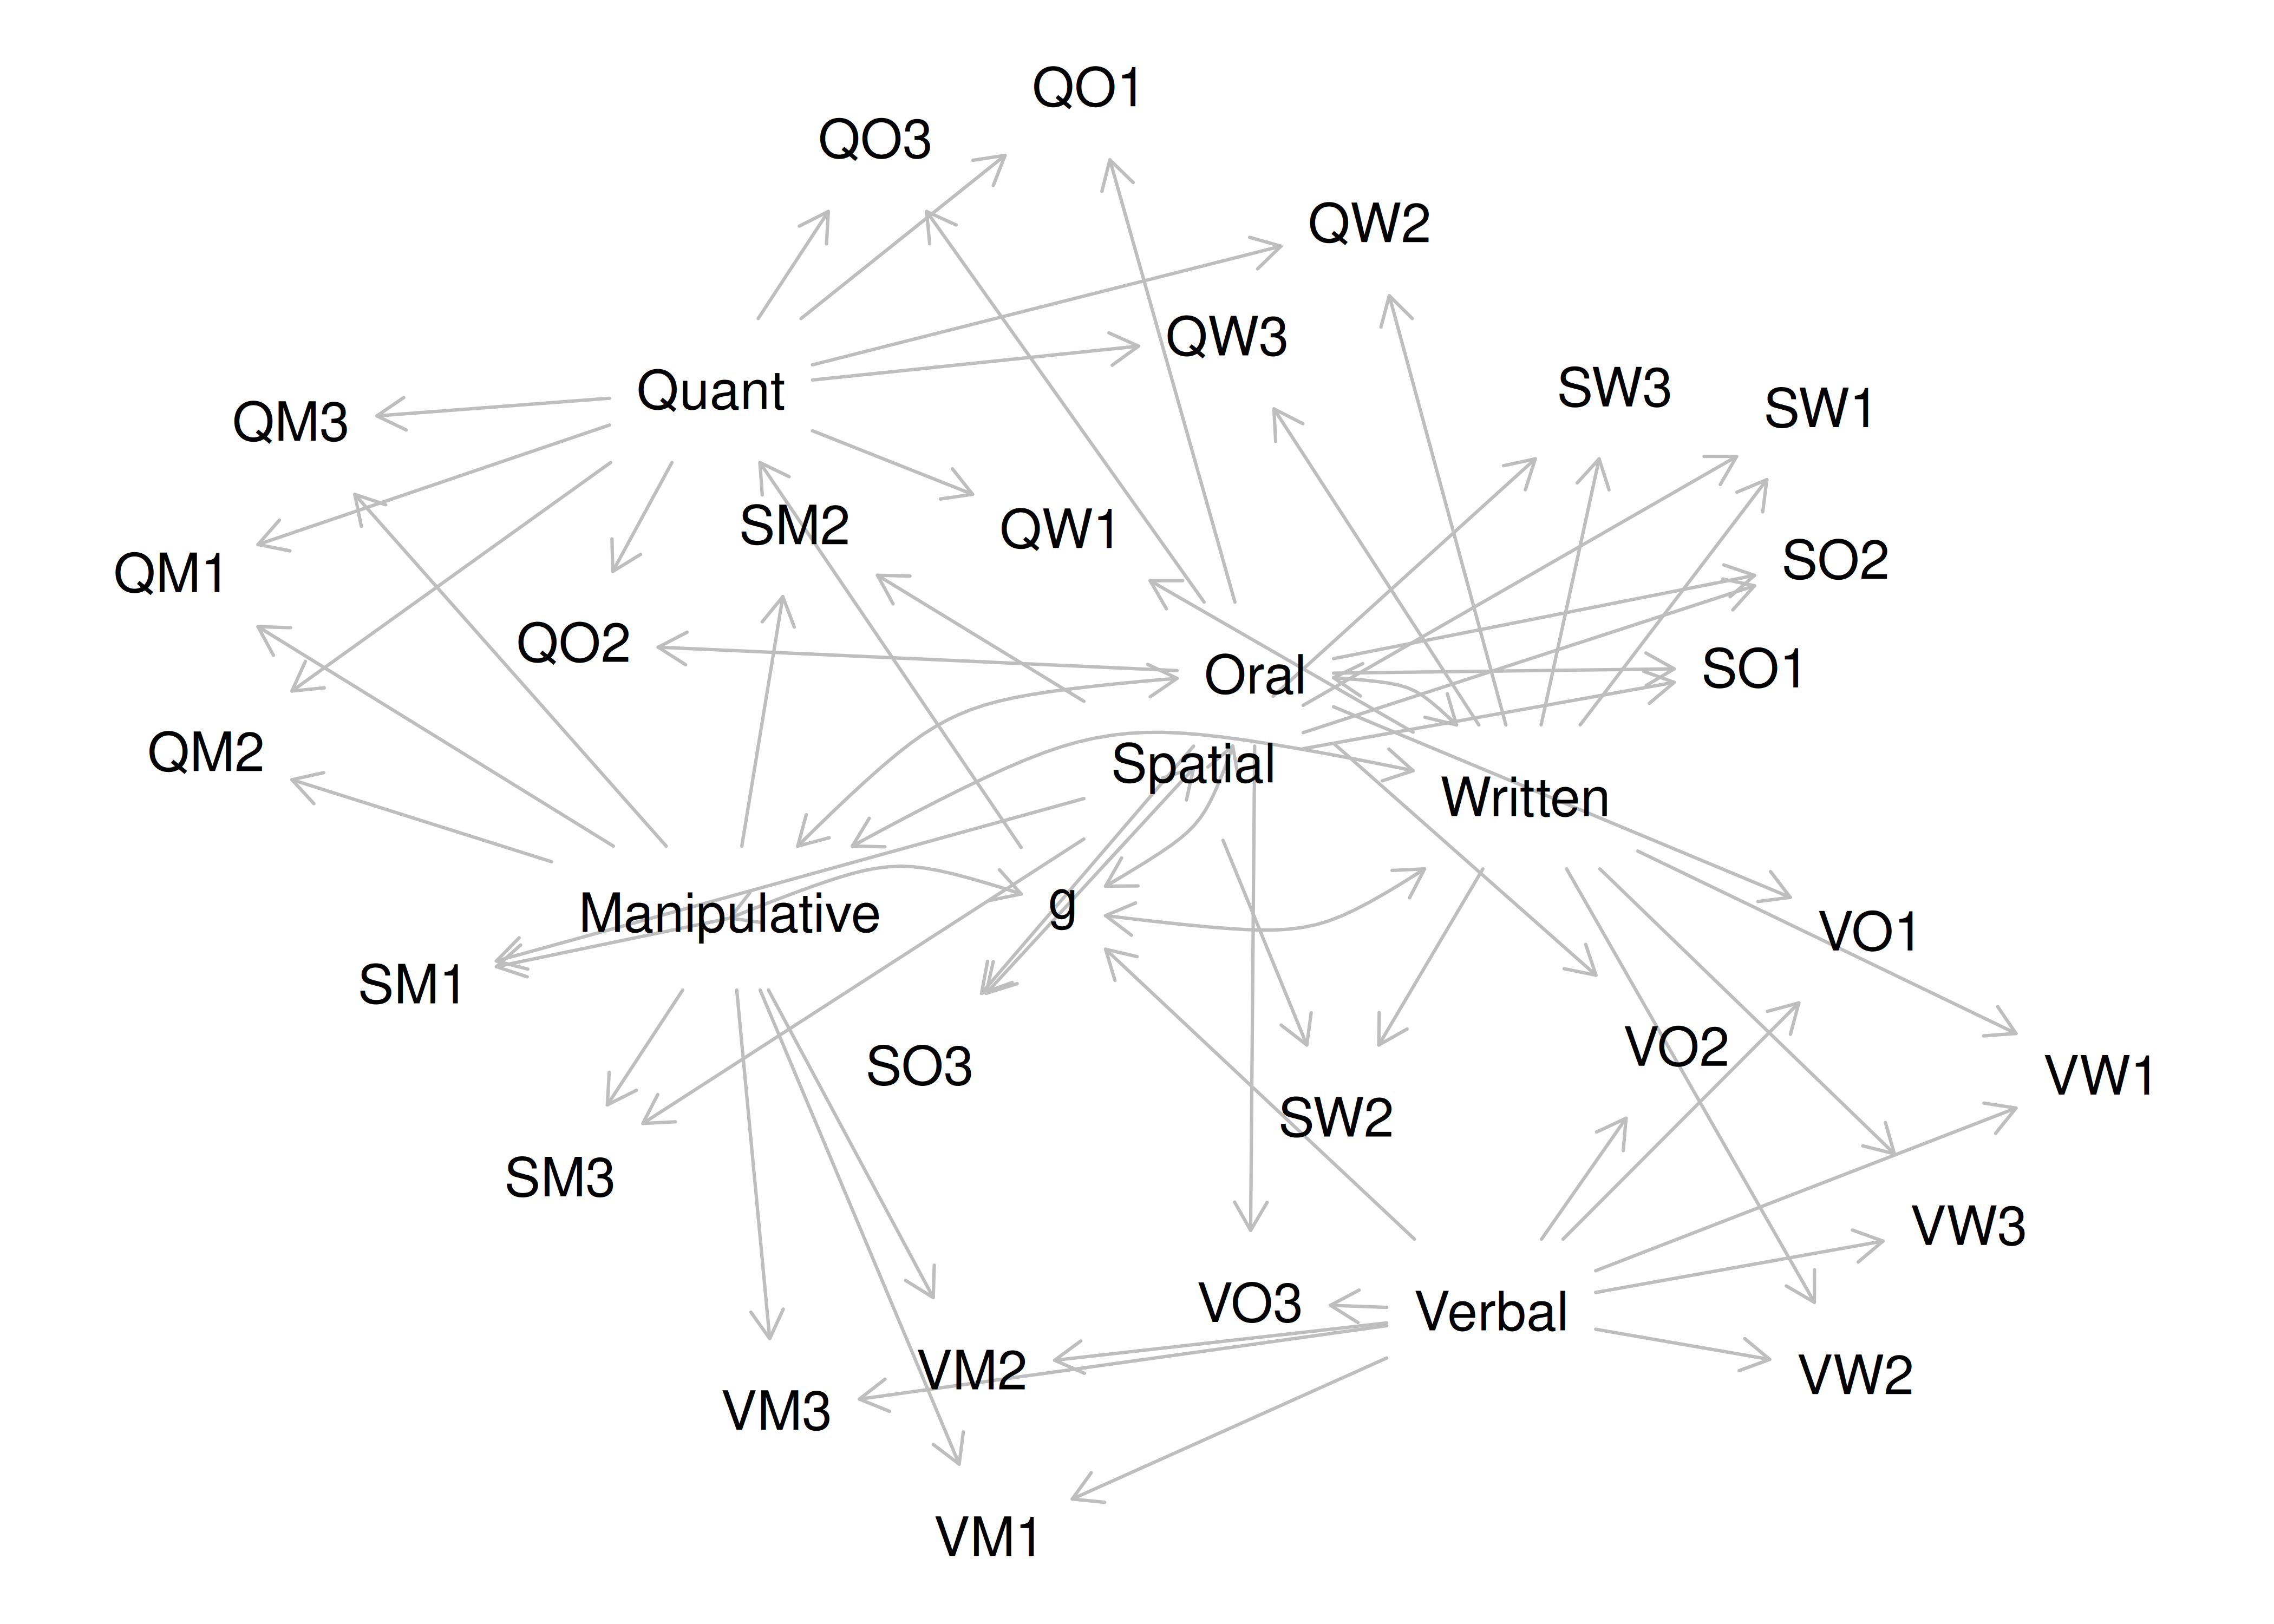 QO1
QO3
QW2
QW3
Quant
SW3
SW1
QM3
SM2
QW1
SO2
QM1
QO2
Oral
SO1
QM2
Spatial
Written
g
Manipulative
VO1
SM1
VO2
SO3
VW1
SW2
SM3
VW3
VO3
Verbal
VM2
VW2
VM3
VM1